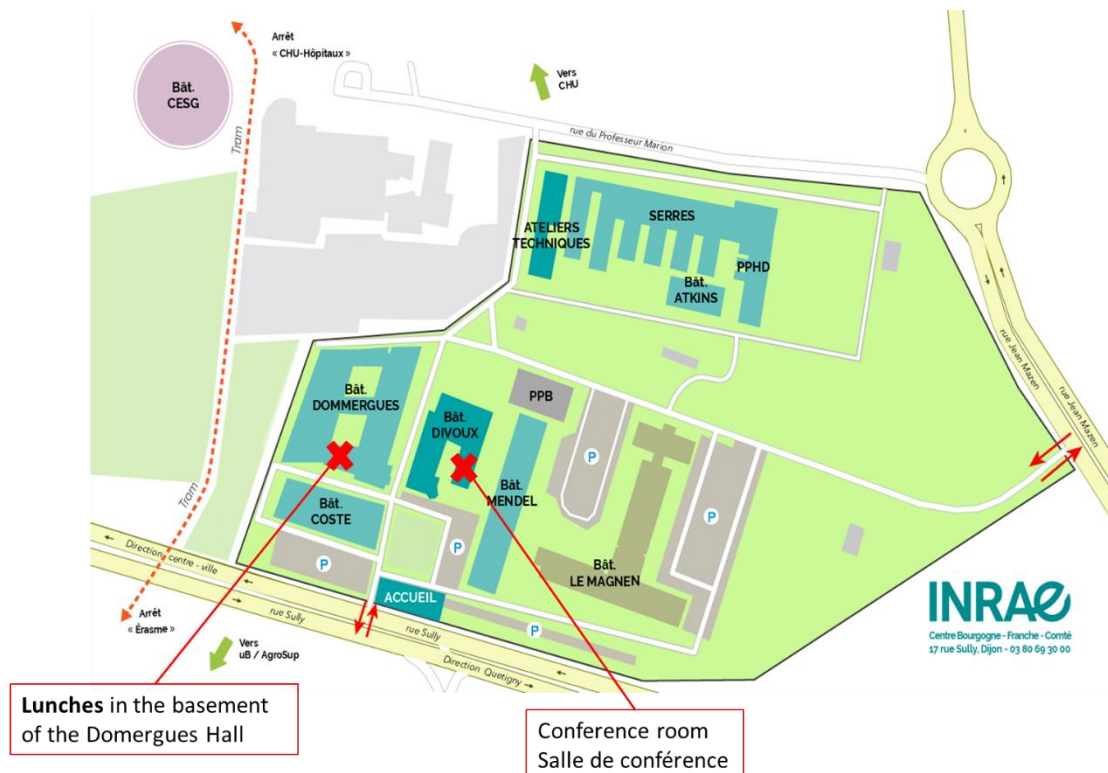 Arrêt
« CHU-Hôpitaux »
Bât.
CESG
Tram
Vers
CHU
rue du Professeur Marion
ATELIERS
TECHNIQUES
SERRES
PPHD
Bât.
ATKINS
rue Jean Mazen
rue Jean Mazen
Bât.
DOMMERGUES
Bât.
DIVOUX
PPB
P
Bât.
MENDEL
P
Bât.
COSTE
P
P
Bât.
LE MAGNEN
Tram
Direction centre - ville
ACCUEIL
P
rue Sully
rue Sully
Direction Quetigny
Arrêt
« Érasme »
Vers
uB / AgroSup
INRAE
Centre Bourgogne - Franche - Comté
17 rue Sully, Dijon - 03 80 69 30 00
Lunches in the basement
of the Domergues Hall
Conference room
Salle de conférence